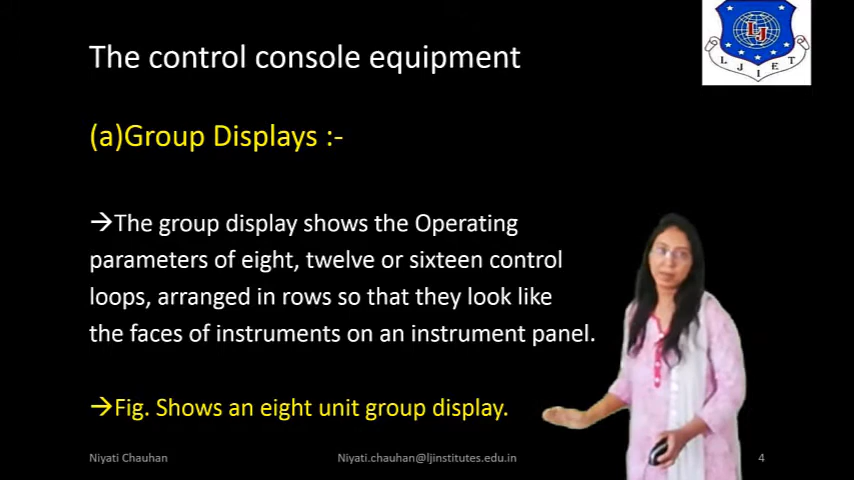 The control console equipment
LJ
L J I E T
(a)Group Displays :-
→The group display shows the Operating
parameters of eight, twelve or sixteen control
loops, arranged in rows so that they look like
the faces of instruments on an instrument panel.
→Fig. Shows an eight unit group display.
Niyati Chauhan
Niyati.chauhan@ljinstitutes.edu.in
4